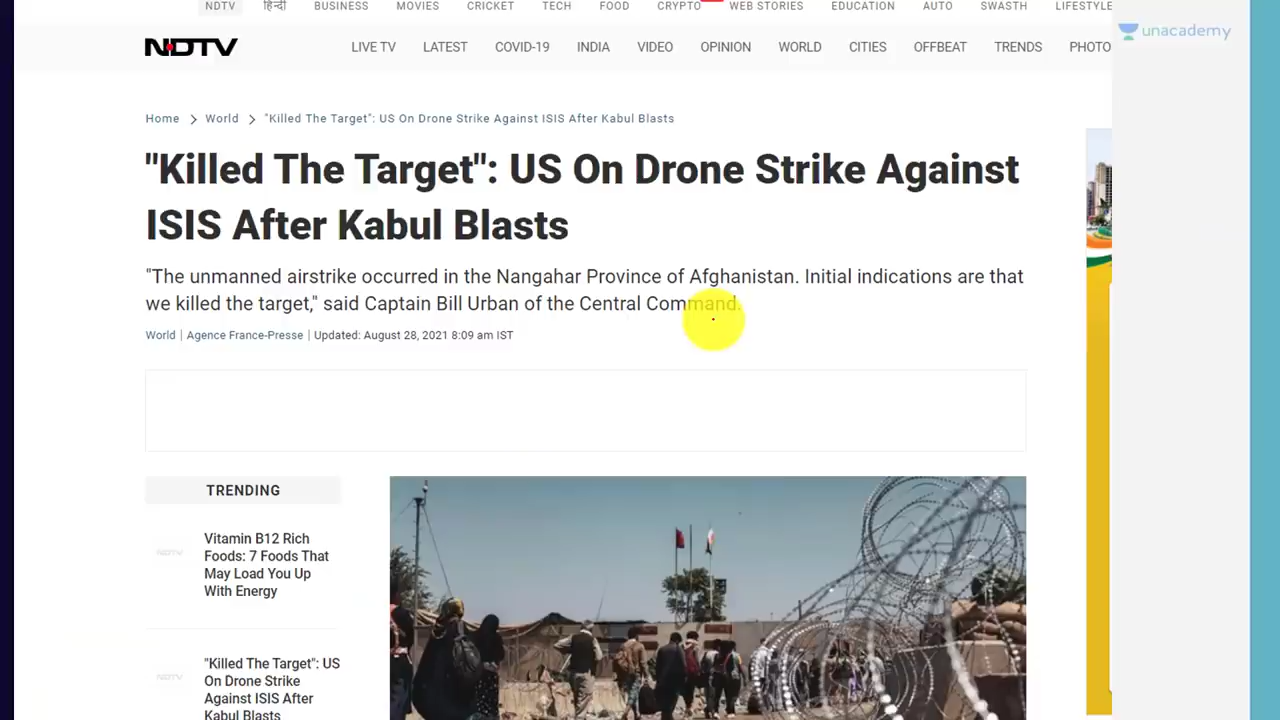 NDTV हिन्दी BUSINESS MOVIES CRICKET TECH FOOD CRYPTO WEB STORIES EDUCATION AUTO SWASTH LIFESTYLE
unacademy
NDTV LIVE TV LATEST COVID-19 INDIA VIDEO OPINION WORLD CITIES OFFBEAT TRENDS PHOTO
Home World "Killed The Target": US On Drone Strike Against ISIS After Kabul Blasts
"Killed The Target": US On Drone Strike Against
ISIS After Kabul Blasts
"The unmanned airstrike occured in the Nangahar Province of Afghanistan. Initial indications are that
we killed the target," said Captain Bill Urban of the Central Command.
World | Agence France-Presse | Updated: August 28, 2021 8:09 am IST
TRENDING
NDTV
Vitamin B12 Rich
Foods: 7 Foods That
May Load You Up
With Energy
NDTV
"Killed The Target": US
On Drone Strike
Against ISIS After
Kabul Blasts